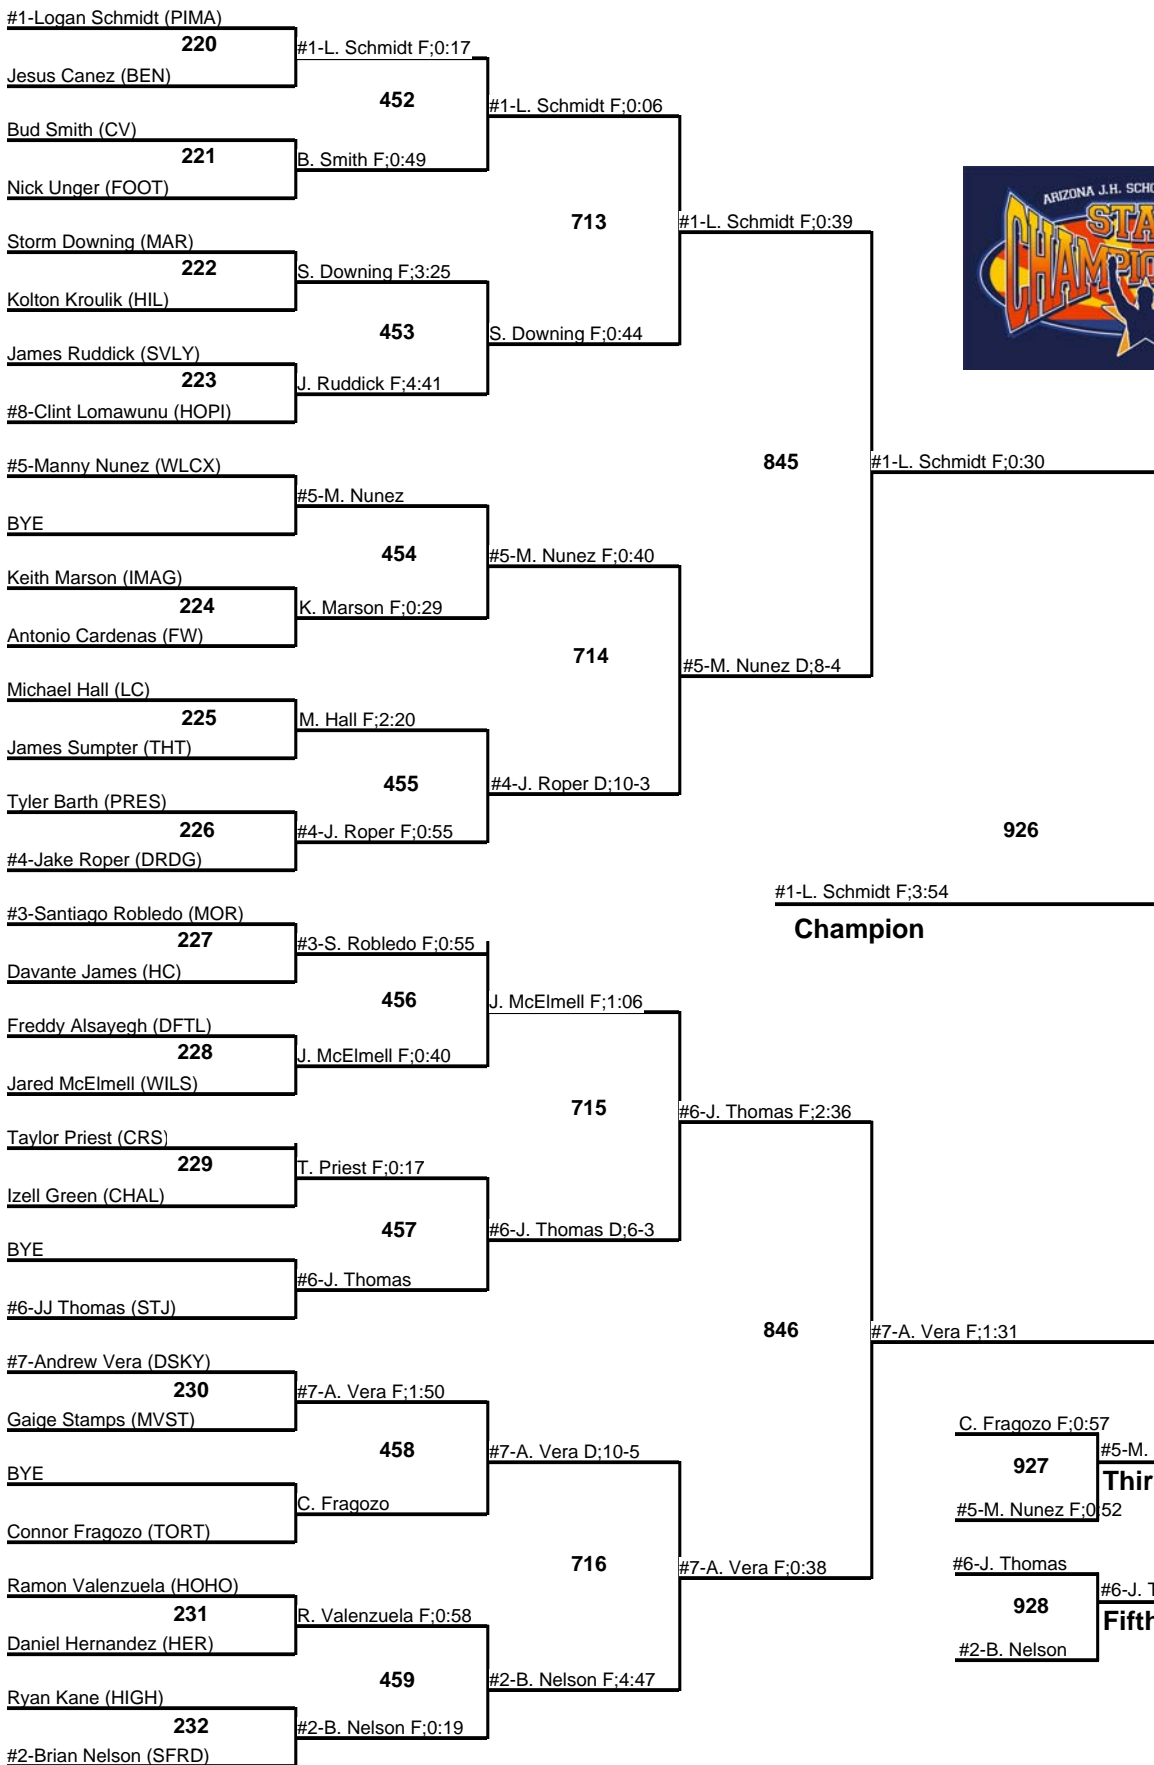 #1-Logan Schmidt (PIMA)
220
#1-L. Schmidt F;0:17
Jesus Canez (BEN)
452
#1-L. Schmidt F;0:06
Bud Smith (CV)
221
B. Smith F;0:49
Nick Unger (FOOT)
713
#1-L. Schmidt F;0:39
ARIZONA J.H. SCHO
STA
CHAMPIO
Storm Downing (MAR)
222
S. Downing F;3:25
Kolton Kroulik (HIL)
453
S. Downing F;0:44
James Ruddick (SVLY)
223
J. Ruddick F;4:41
#8-Clint Lomawunu (HOPI)
845
#1-L. Schmidt F;0:30
#5-Manny Nunez (WLCX)
#5-M. Nunez
BYE
454
#5-M. Nunez F;0:40
Keith Marson (IMAG)
224
K. Marson F;0:29
Antonio Cardenas (FW)
714
#5-M. Nunez D;8-4
Michael Hall (LC)
225
M. Hall F;2:20
James Sumpter (THT)
455
#4-J. Roper D;10-3
Tyler Barth (PRES)
226
#4-J. Roper F;0:55
#4-Jake Roper (DRDG)
926
#1-L. Schmidt F;3:54
Champion
#3-Santiago Robledo (MOR)
227
#3-S. Robledo F;0:55
Davante James (HC)
456
J. McElmell F;1:06
Freddy Alsayegh (DFTL)
228
J. McElmell F;0:40
Jared McElmell (WILS)
715
#6-J. Thomas F;2:36
Taylor Priest (CRS)
229
T. Priest F;0:17
Izell Green (CHAL)
457
#6-J. Thomas D;6-3
BYE
#6-J. Thomas
#6-JJ Thomas (STJ)
846
#7-A. Vera F;1:31
#7-Andrew Vera (DSKY)
230
#7-A. Vera F;1:50
Gaige Stamps (MVST)
458
#7-A. Vera D;10-5
BYE
C. Fragozo
Connor Fragozo (TORT)
716
#7-A. Vera F;0:38
Ramon Valenzuela (HOHO)
231
R. Valenzuela F;0:58
Daniel Hernandez (HER)
459
#2-B. Nelson F;4:47
Ryan Kane (HIGH)
232
#2-B. Nelson F;0:19
#2-Brian Nelson (SFRD)
C. Fragozo F;0:57
927
#5-M.
Thir
#5-M. Nunez F;0:52
#6-J. Thomas
928
#6-J. T
Fifth
#2-B. Nelson